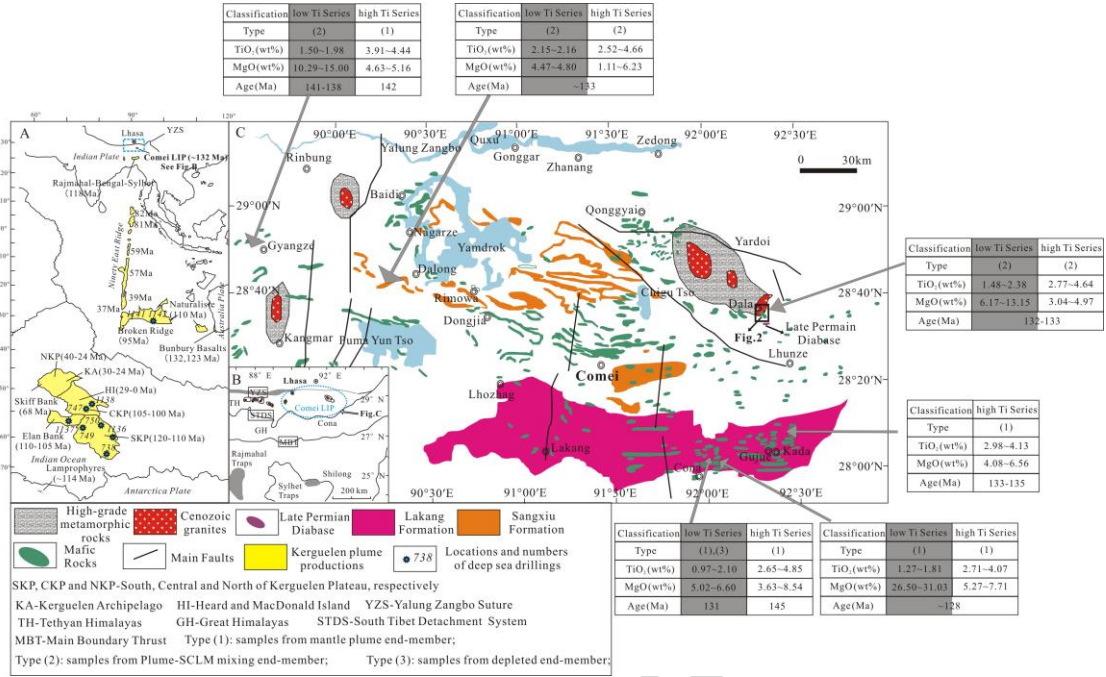 Classification low Ti Series high Ti Series
Type (2) (1)
TiO₂(wt%) 1.50~1.98 3.91~4.44
MgO(wt%) 10.29~15.00 4.63~5.16
Age(Ma) 141-138 142
Classification low Ti Series high Ti Series
Type (2) (2)
TiO₂(wt%) 2.15~2.16 2.52~4.66
MgO(wt%) 4.47~4.80 1.11~6.23
Age(Ma) ~133
A
60° 90° 120°
Lhasa YZS
Indian Plate
Comei LIP (~132 Ma)
See Fig.B
Rajmahal-Bengal-Sylhet
(118Ma)
82Ma
81Ma
Ninety East Ridge
59Ma
57Ma
39Ma
37Ma
Naturaliste
(110 Ma)
Australia Plate
Broken Ridge
(95Ma)
Bunbury Basalts
(132,123 Ma)
NKP(40-24 Ma)
KA(30-24 Ma)
HI(29-0 Ma)
1138
Skiff Bank
(68 Ma)
747
CKP(105-100 Ma)
750
1137
1136
749
SKP(120-110 Ma)
Elan Bank
(110-105 Ma)
738
Indian Ocean
Lamprophyres
(~114 Ma)
Antarctica Plate
C
90°00' 90°30' 91°00' 91°30' 92°00' 92°30'
0 30km
Rinbung
Yalung Zangbo
Quxu
Gonggar
Zhanang
Zedong
Baidi
29°00'
29°00'N
Qonggyai
Nagarze
Gyangze
Yamdrok
Yardoi
Dalong
28°40'
28°40'N
Rimowa
Chigu Tso
Dala
Dongjia
Fig.2
Late Permain
Diabase
Kangmar
Puma Yun Tso
Lhunze
Comei
28°20'N
Lhozhag
Lakang
Gujue
Kada
Cona
28°00'N
90°30' 91°00' 91°30' 92°00' 92°30'
B
88° E 92° E
Lhasa
YZS
29° N
TH
Comei LIP
STDS
Fig.C
GH
Cona
27° N
MBT
Rajmahal
Traps
Shilong
25° N
Sylhet
Traps
200 km
Classification low Ti Series high Ti Series
Type (2) (2)
TiO₂(wt%) 1.48~2.38 2.77~4.64
MgO(wt%) 6.17~13.15 3.04~4.97
Age(Ma) 132-133
Classification high Ti Series
Type (1)
TiO₂(wt%) 2.98~4.13
MgO(wt%) 4.08~6.56
Age(Ma) 133-135
Classification low Ti Series high Ti Series
Type (1),(3) (1)
TiO₂(wt%) 0.97~2.10 2.65~4.85
MgO(wt%) 5.02~6.60 3.63~8.54
Age(Ma) 131 145
Classification low Ti Series high Ti Series
Type (1) (1)
TiO₂(wt%) 1.27~1.81 2.71~4.07
MgO(wt%) 26.50~31.03 5.27~7.71
Age(Ma) ~128
High-grade
metamorphic
rocks
Cenozoic
granites
Late Permian
Diabase
Lakang
Formation
Sangxiu
Formation
Mafic
Rocks
Main Faults
Kerguelen plume
productions
738
Locations and numbers
of deep sea drillings
SKP, CKP and NKP-South, Central and North of Kerguelen Plateau, respectively
KA-Kerguelen Archipelago HI-Heard and MacDonald Island YZS-Yalung Zangbo Suture
TH-Tethyan Himalayas GH-Great Himalayas STDS-South Tibet Detachment System
MBT-Main Boundary Thrust Type (1): samples from mantle plume end-member;
Type (2): samples from Plume-SCLM mixing end-member; Type (3): samples from depleted end-member;